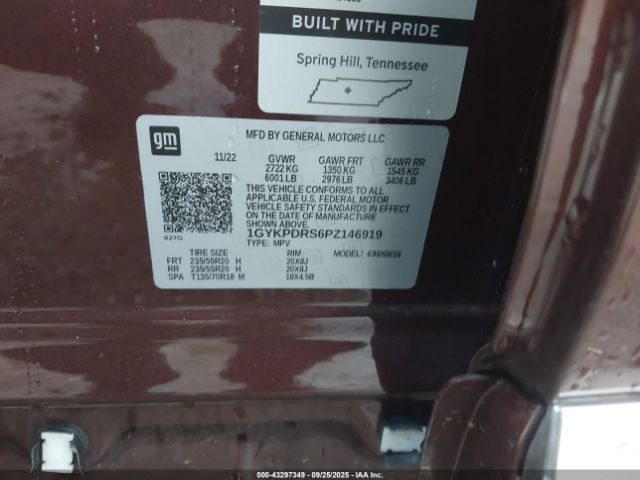 BUILT WITH PRIDE
Spring Hill, Tennessee
gm
MFD BY GENERAL MOTORS LLC
11/22 GVWR GAWR FRT GAWR RR
2722 KG 1350 KG 1545 KG
6001 LB 2976 LB 3406 LB
THIS VEHICLE CONFORMS TO ALL
APPLICABLE U.S. FEDERAL MOTOR
VEHICLE SAFETY STANDARDS IN EFFECT
ON THE DATE OF MANUFACTURE
SHOWN ABOVE.
1GYKPDRS6PZ146919
TYPE: MPV
627G
TIRE SIZE RIM MODEL: 696NW26
FRT 235/55R20 H 20X8J
RR 235/55R20 H 20X8J
SPA T135/70R18 M 18X4.5B
000-43297349 - 09/25/2025 - IAA Inc.